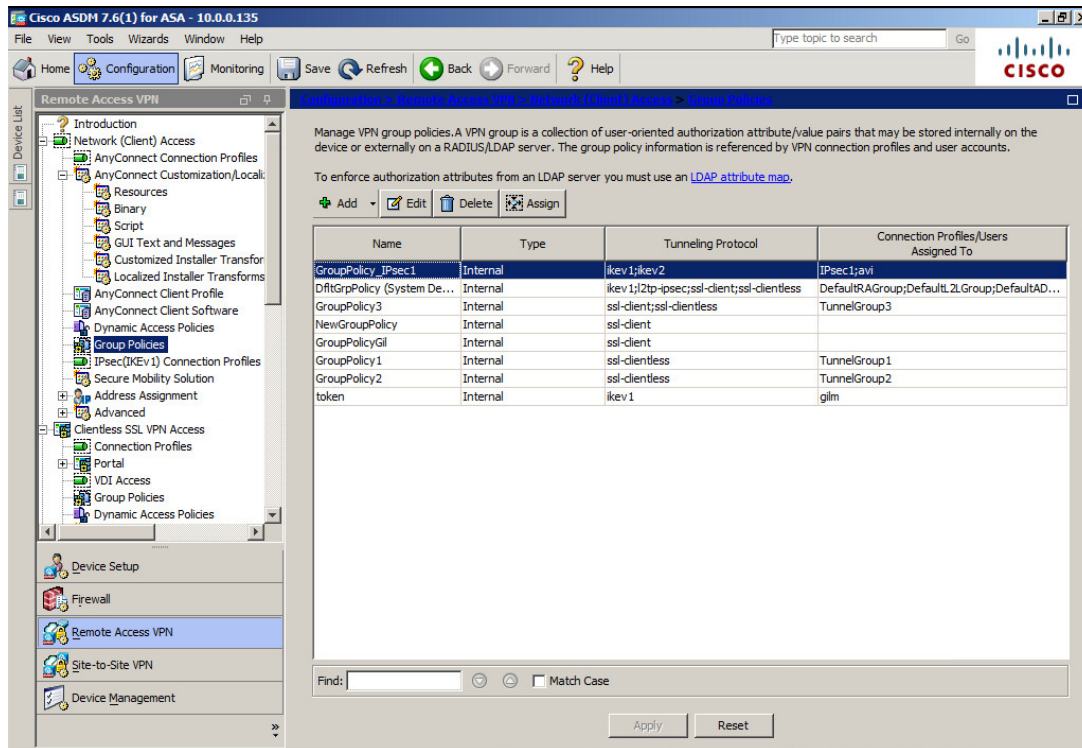 Cisco ASDM 7.6(1) for ASA - 10.0.0.135
File View Tools Wizards Window Help
Type topic to search Go
Home Configuration Monitoring Save Refresh Back Forward Help
CISCO
Device List
Remote Access VPN
Introduction
Network (Client) Access
AnyConnect Connection Profiles
AnyConnect Customization/Locali
Resources
Binary
Script
GUI Text and Messages
Customized Installer Transfor
Localized Installer Transforms
AnyConnect Client Profile
AnyConnect Client Software
Dynamic Access Policies
Group Policies
IPsec(IKEv1) Connection Profiles
Secure Mobility Solution
Address Assignment
Advanced
Clientless SSL VPN Access
Connection Profiles
Portal
VDI Access
Group Policies
Dynamic Access Policies
Device Setup
Firewall
Remote Access VPN
Site-to-Site VPN
Device Management
»
Configuration > Remote Access VPN > Network (Client) Access > Group Policies
Manage VPN group policies.A VPN group is a collection of user-oriented authorization attribute/value pairs that may be stored internally on the
device or externally on a RADIUS/LDAP server. The group policy information is referenced by VPN connection profiles and user accounts.
To enforce authorization attributes from an LDAP server you must use an LDAP attribute map.
Add Edit Delete Assign
Name Type Tunneling Protocol Connection Profiles/Users
Assigned To
GroupPolicy_IPsec1 Internal ikev1;ikev2 IPsec1;avi
DfltGrpPolicy (System De... Internal ikev1;l2tp-ipsec;ssl-client;ssl-clientless DefaultRAGroup;DefaultL2LGroup;DefaultAD...
GroupPolicy3 Internal ssl-client;ssl-clientless TunnelGroup3
NewGroupPolicy Internal ssl-client
GroupPolicyGil Internal ssl-client
GroupPolicy1 Internal ssl-clientless TunnelGroup1
GroupPolicy2 Internal ssl-clientless TunnelGroup2
token Internal ikev1 gilm
Find: Match Case
Apply Reset